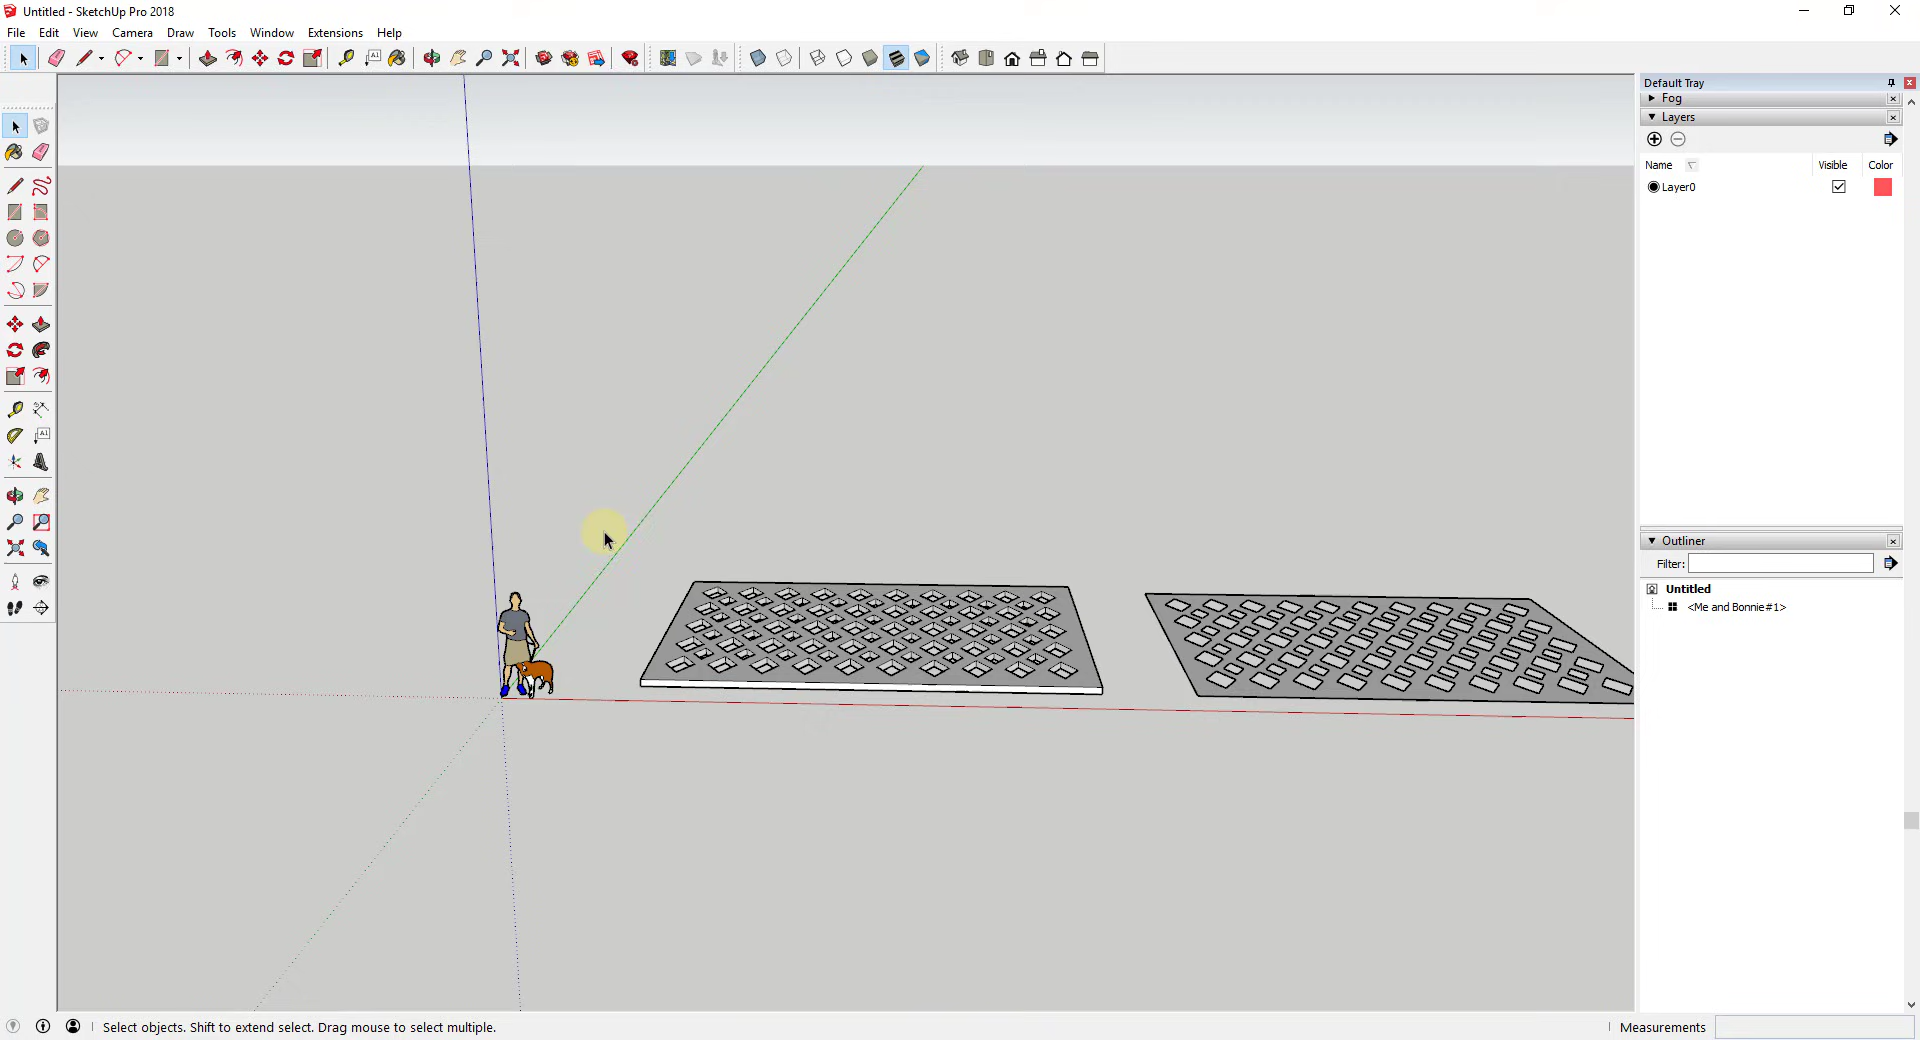 Untitled - SketchUp Pro 2018
File Edit View Camera Draw Tools Window Extensions Help
A1
Default Tray
Fog
Layers
Name Visible Color
Layer0
A1
Outliner
Filter:
Untitled
<Me and Bonnie#1>
Select objects. Shift to extend select. Drag mouse to select multiple.
Measurements